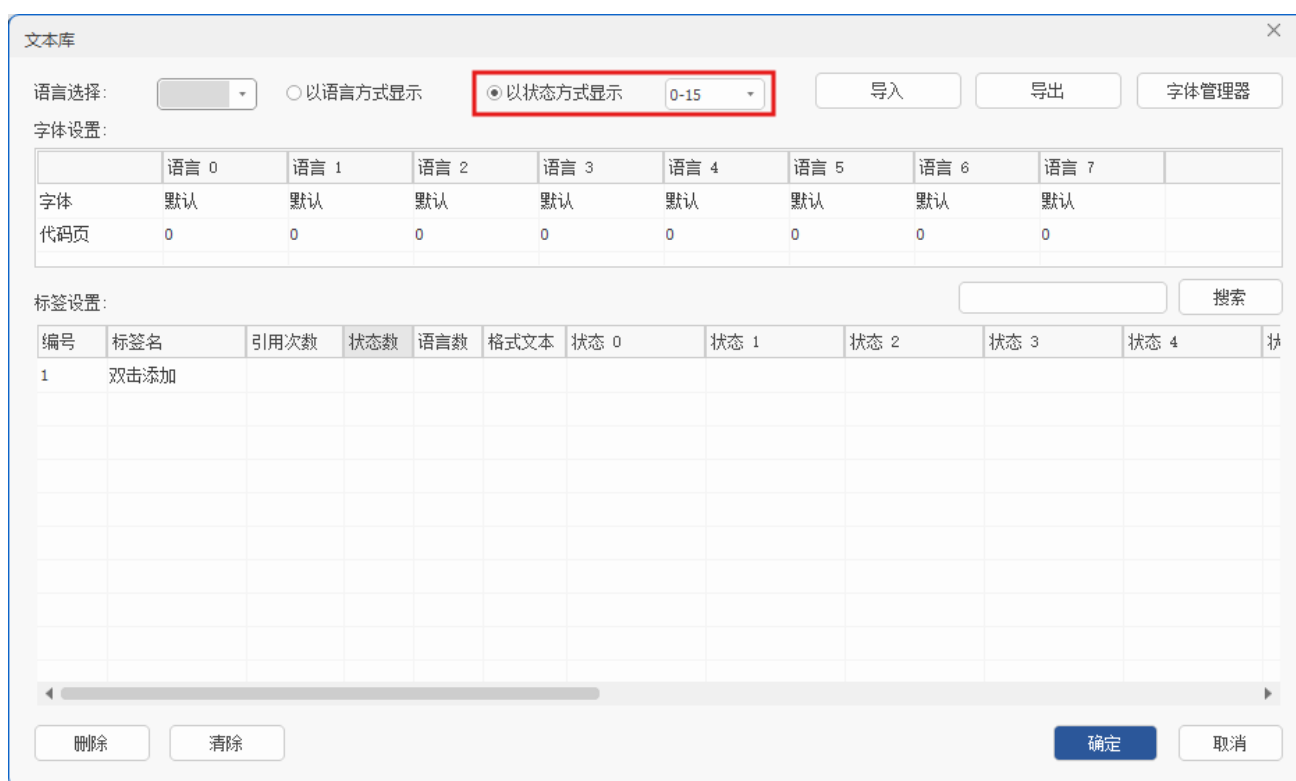 文本库
语言选择: 以语言方式显示 以状态方式显示 0-15 导入 导出 字体管理器
字体设置:
语言 0 语言 1 语言 2 语言 3 语言 4 语言 5 语言 6 语言 7
字体 默认 默认 默认 默认 默认 默认 默认 默认
代码页 0 0 0 0 0 0 0 0
标签设置: 搜索
编号 标签名 引用次数 状态数 语言数 格式文本 状态 0 状态 1 状态 2 状态 3 状态 4
1 双击添加
删除 清除 确定 取消